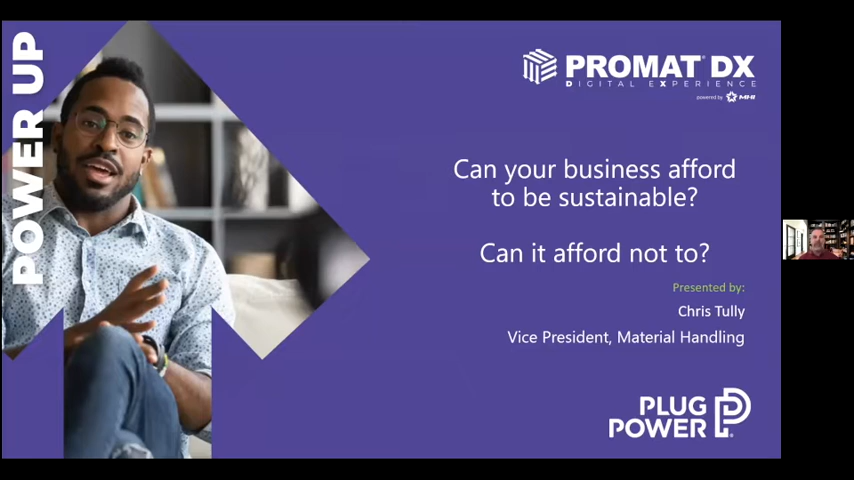 POWER UP
PROMAT® DX
DIGITAL EXPERIENCE
powered by MHI
Can your business afford
to be sustainable?
Can it afford not to?
Presented by:
Chris Tully
Vice President, Material Handling
PLUG
POWER